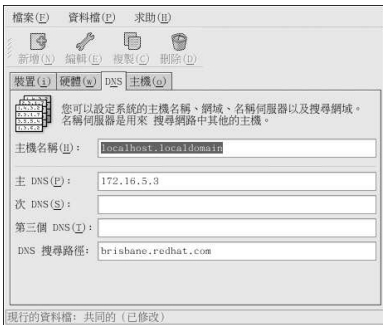 檔案(F) 資料檔(P) 求助(H)
新增(N) 編輯(E) 複製(C) 刪除(D)
裝置(i) 硬體(w) DNS 主機(o)
您可以設定系統的主機名稱、網域、名稱伺服器以及搜尋網域。
名稱伺服器是用來 搜尋網路中其他的主機。
主機名稱(H)： localhost.localdomain
主 DNS(P)： 172.16.5.3
次 DNS(S)：
第三個 DNS(T)：
DNS 搜尋路徑： brisbane.redhat.com
現行的資料檔： 共同的 (已修改)